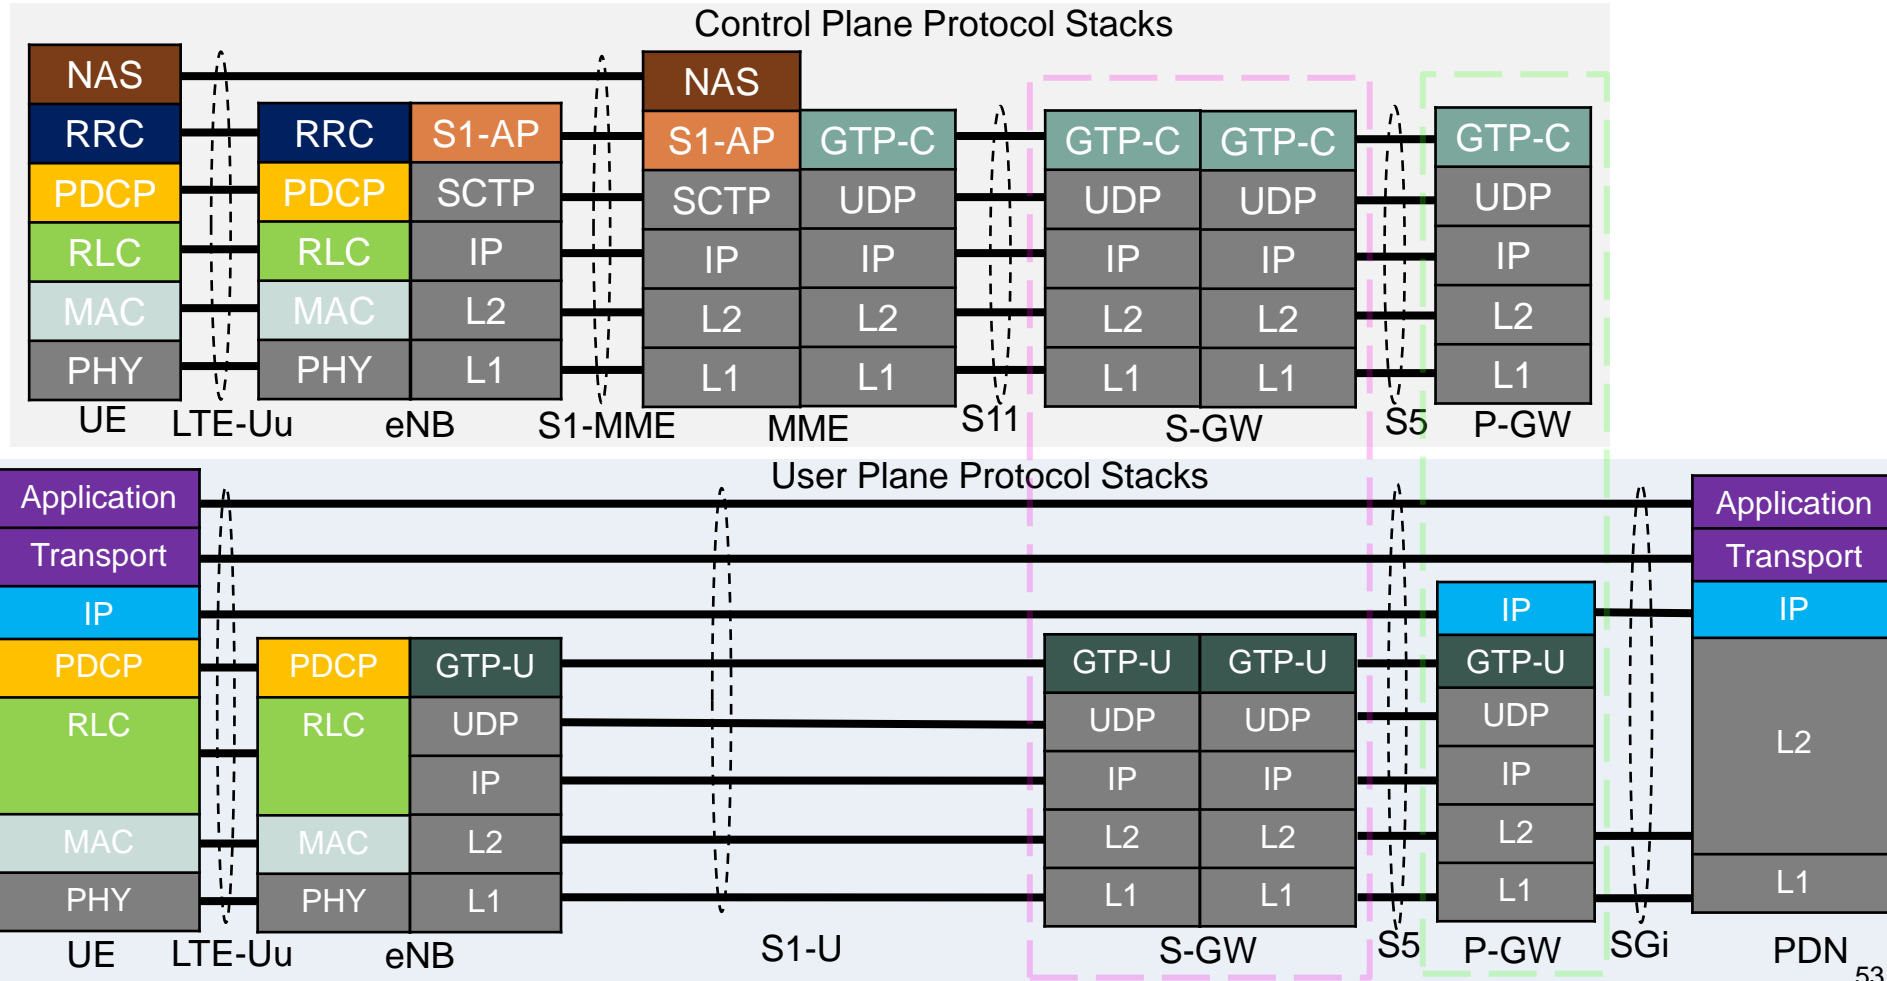 Control Plane Protocol Stacks
NAS NAS
RRC RRC S1-AP S1-AP GTP-C GTP-C GTP-C GTP-C
PDCP PDCP SCTP SCTP UDP UDP UDP UDP
RLC RLC IP IP IP IP IP IP
MAC MAC L2 L2 L2 L2 L2 L2
PHY PHY L1 L1 L1 L1 L1 L1
UE LTE-Uu eNB S1-MME MME S11 S-GW S5 P-GW
User Plane Protocol Stacks
Application Application
Transport Transport
IP IP IP
PDCP PDCP GTP-U GTP-U GTP-U GTP-U
RLC RLC UDP UDP UDP UDP
IP IP IP IP L2
MAC MAC L2 L2 L2 L2
PHY PHY L1 L1 L1 L1 L1
UE LTE-Uu eNB S1-U S-GW S5 P-GW SGi PDN
53